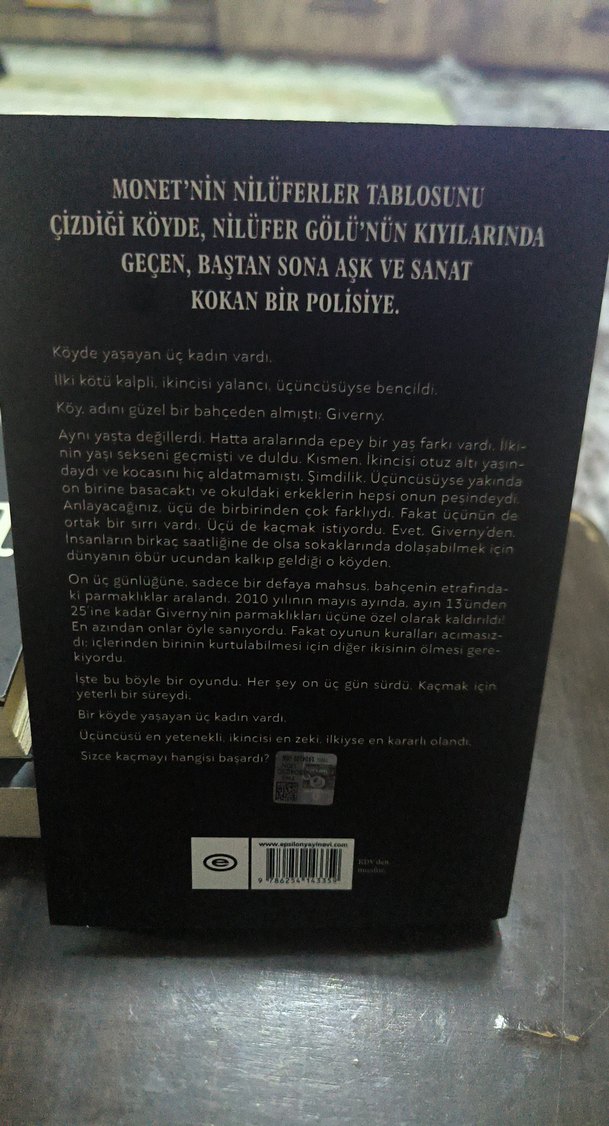 MONET'NİN NİLÜFERLER TABLOSUNU
ÇİZDİĞİ KÖYDE, NİLÜFER GÖLÜ'NÜN KIYILARINDA
GEÇEN, BAŞTAN SONA AŞK VE SANAT
KOKAN BİR POLİSİYE.
Köyde yaşayan üç kadın vardı.
İlki kötü kalpli, ikincisi yalancı, üçüncüsüyse bencildi.
Köy, adını güzel bir bahçeden almıştı: Giverny.
Aynı yaşta değillerdi. Hatta aralarında epey bir yaş farkı vardı. İlki-
nin yaşı sekseni geçmişti ve duldu. Kısmen. İkincisi otuz altı yaşın-
daydı ve kocasını hiç aldatmamıştı. Şimdilik. Üçüncüsüyse yakında
on birine basacaktı ve okuldaki erkeklerin hepsi onun peşindeydi.
Anlayacağınız, üçü de birbirinden çok farklıydı. Fakat üçünün de
ortak bir sırrı vardı. Üçü de kaçmak istiyordu. Evet, Giverny'den.
İnsanların birkaç saatliğine de olsa sokaklarında dolaşabilmek için
dünyanın öbür ucundan kalkıp geldiği o köyden.
On üç günlüğüne, sadece bir defaya mahsus, bahçenin etrafında-
ki parmaklıklar aralandı. 2010 yılının mayıs ayında, ayın 13'ünden
25'ine kadar Giverny'nin parmaklıkları üçüne özel olarak kaldırıldı!
En azından onlar öyle sanıyordu. Fakat oyunun kuralları acımasız-
dı; içlerinden birinin kurtulabilmesi için diğer ikisinin ölmesi gere-
kiyordu.
İşte bu böyle bir oyundu. Her şey on üç gün sürdü. Kaçmak için
yeterli bir süreydi.
Bir köyde yaşayan üç kadın vardı.
Üçüncüsü en yetenekli, ikincisi en zeki, ilkiyse en kararlı olandı.
Sizce kaçmayı hangisi başardı?
www.epsilonyayinevi.com
9 786254 143359
KDV'den
muaftır.